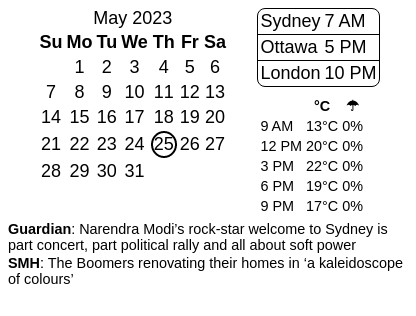 May 2023
Su Mo Tu We Th Fr Sa
1 2 3 4 5 6
7 8 9 10 11 12 13
14 15 16 17 18 19 20
21 22 23 24 25 26 27
28 29 30 31
Sydney 7 AM
Ottawa 5 PM
London 10 PM
°C ☂
9 AM 13°C 0%
12 PM 20°C 0%
3 PM 22°C 0%
6 PM 19°C 0%
9 PM 17°C 0%
Guardian: Narendra Modi’s rock-star welcome to Sydney is
part concert, part political rally and all about soft power
SMH: The Boomers renovating their homes in ‘a kaleidoscope
of colours’